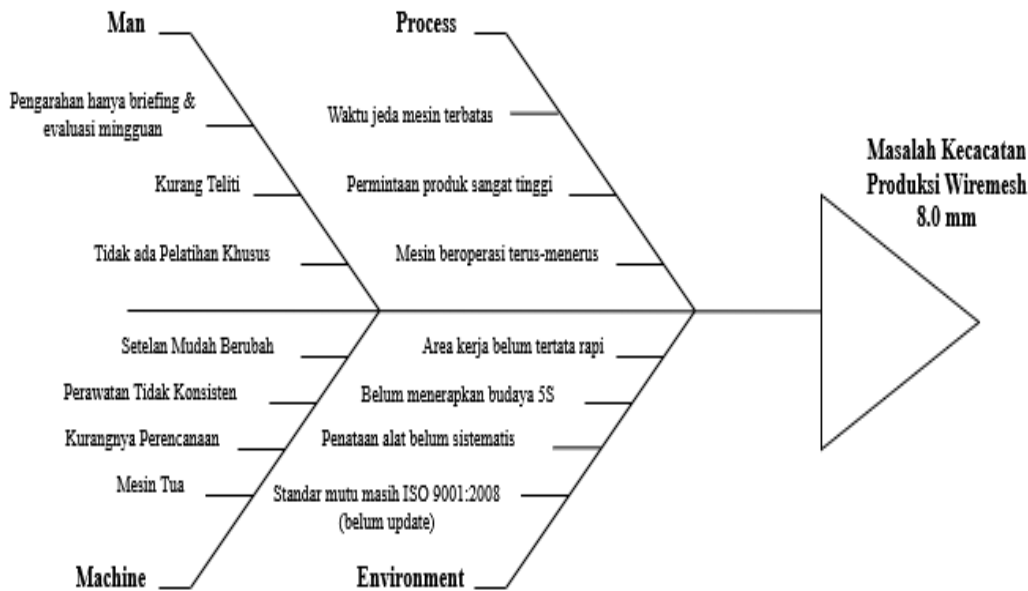 Man
Process
Pengarahan hanya briefing &
evaluasi mingguan
Kurang Teliti
Tidak ada Pelatihan Khusus
Waktu jeda mesin terbatas
Permintaan produk sangat tinggi
Mesin beroperasi terus-menerus
Masalah Kecacatan
Produksi Wiremesh
8.0 mm
Setelan Mudah Berubah
Perawatan Tidak Konsisten
Kurangnya Perencanaan
Mesin Tua
Area kerja belum tertata rapi
Belum menerapkan budaya 5S
Penataan alat belum sistematis
Standar mutu masih ISO 9001:2008
(belum update)
Machine
Environment